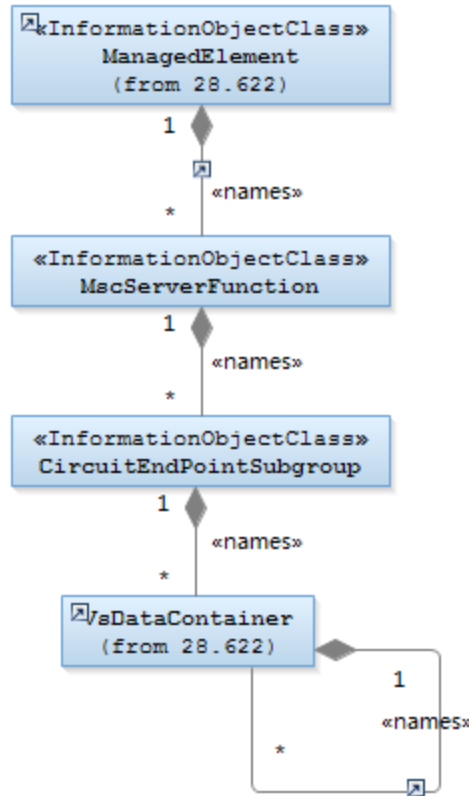 «InformationObjectClass»
ManagedElement
(from 28.622)
1
«names»
*
«InformationObjectClass»
MscServerFunction
1
«names»
*
«InformationObjectClass»
CircuitEndPointSubgroup
1
«names»
*
VsDataContainer
(from 28.622)
1
«names»
*